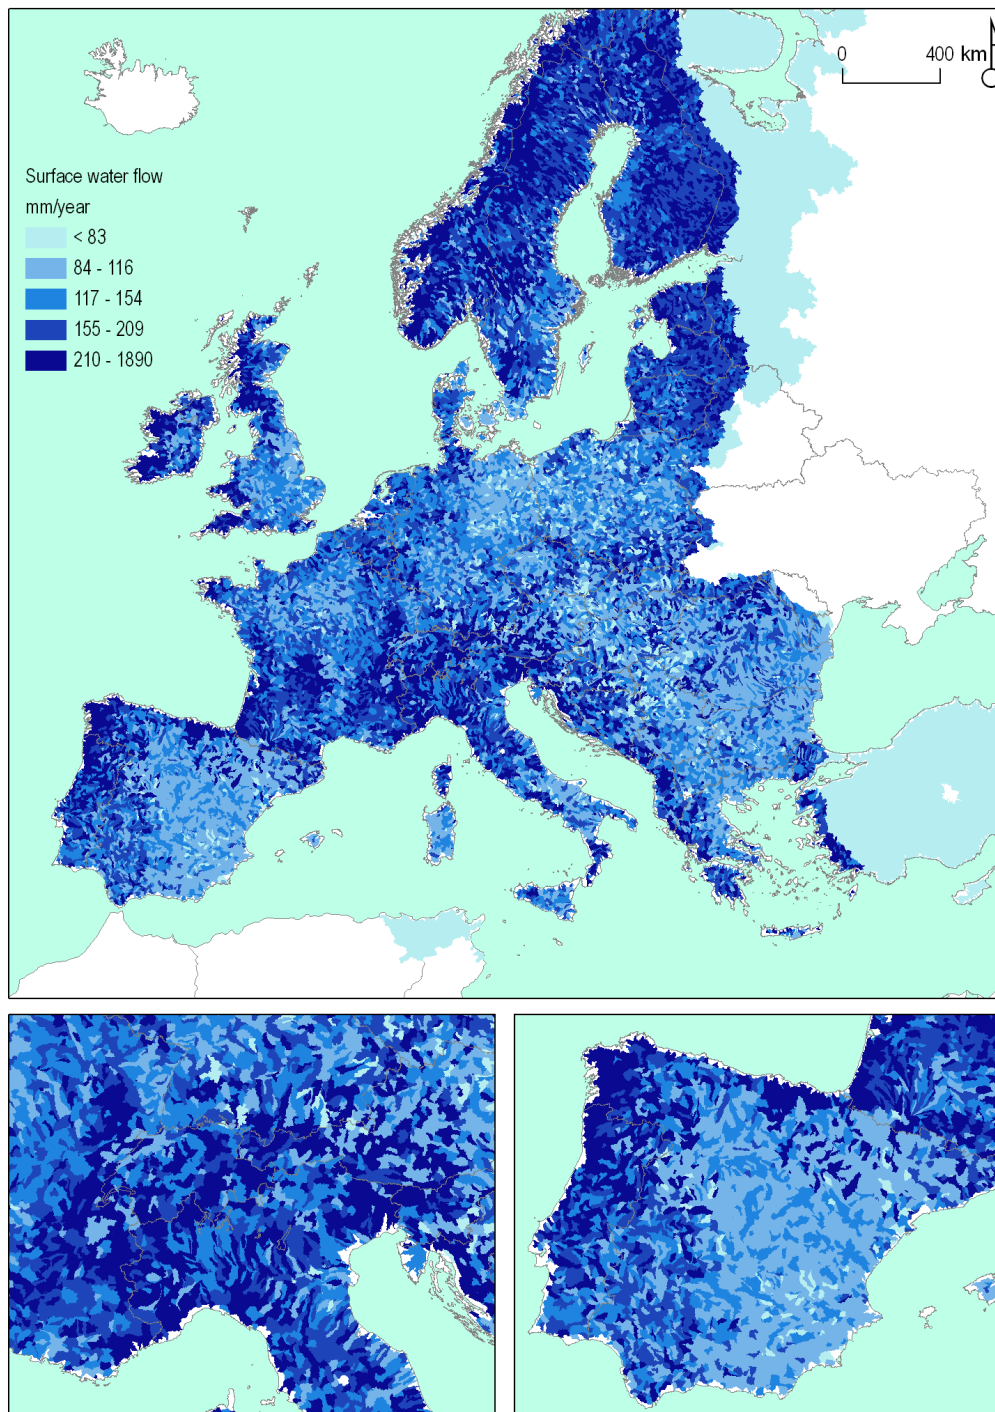 0 400 km
Surface water flow
mm/year
< 83
84 - 116
117 - 154
155 - 209
210 - 1890